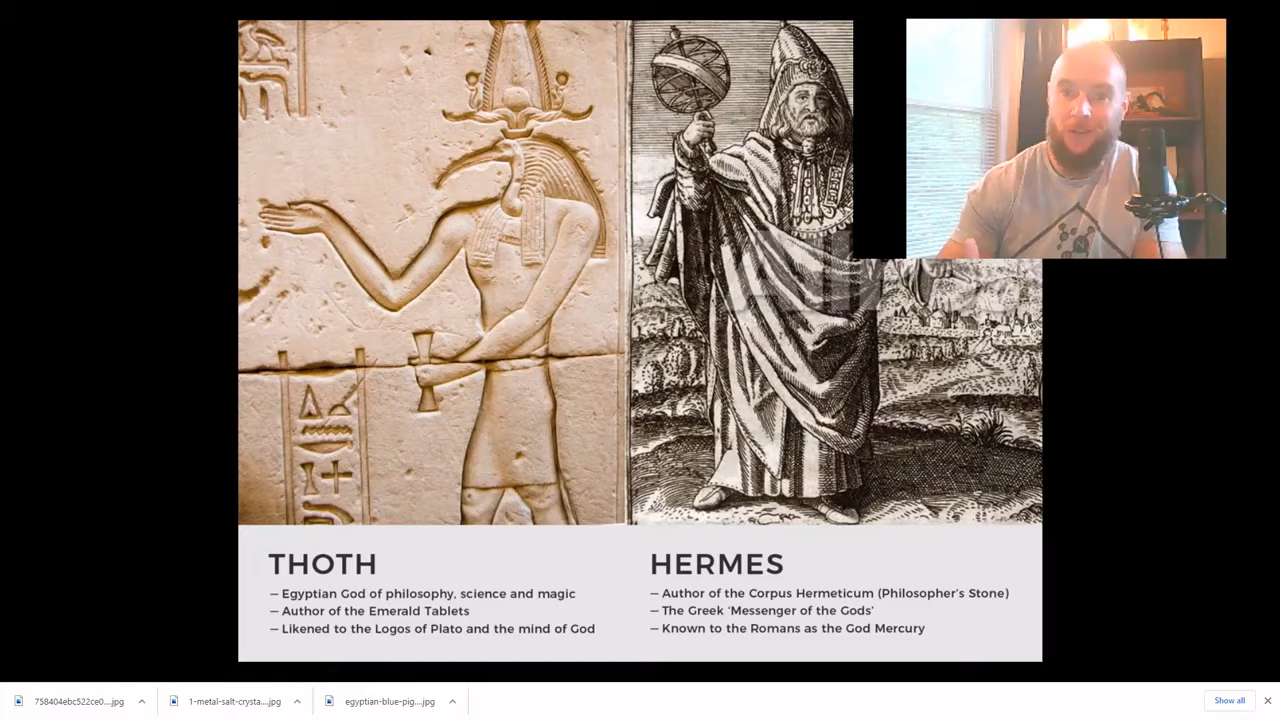 THOTH
– Egyptian God of philosophy, science and magic
– Author of the Emerald Tablets
– Likened to the Logos of Plato and the mind of God
HERMES
– Author of the Corpus Hermeticum (Philosopher's Stone)
– The Greek ‘Messenger of the Gods’
– Known to the Romans as the God Mercury
758404ebc522ce0....jpg
1-metal-salt-crysta....jpg
egyptian-blue-pig....jpg
Show all